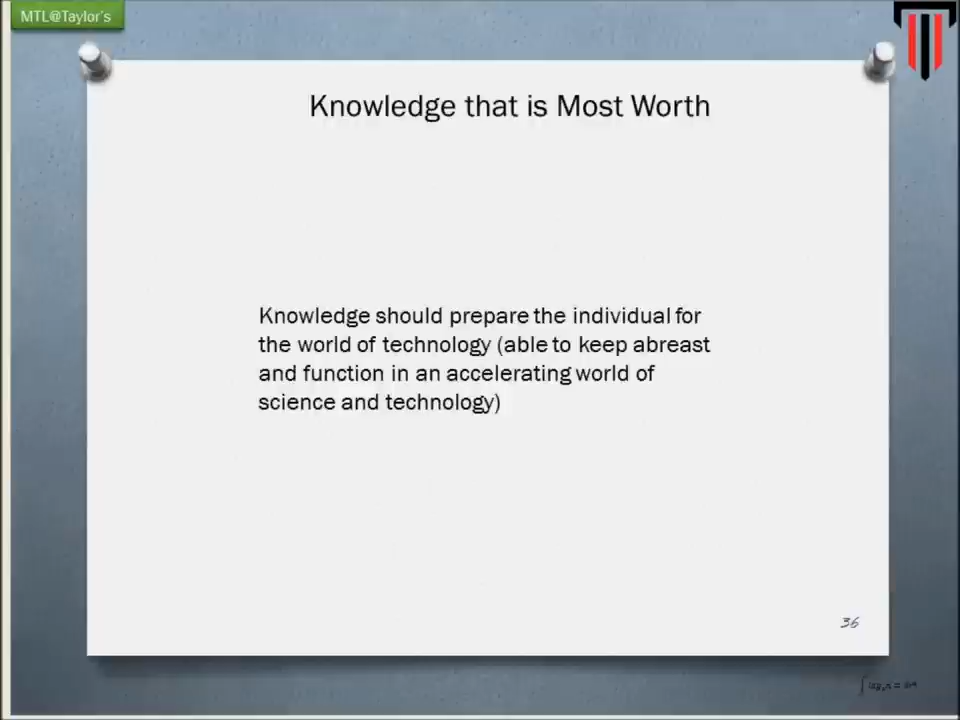 MTL@Taylor's
Knowledge that is Most Worth
Knowledge should prepare the individual for
the world of technology (able to keep abreast
and function in an accelerating world of
science and technology)
36